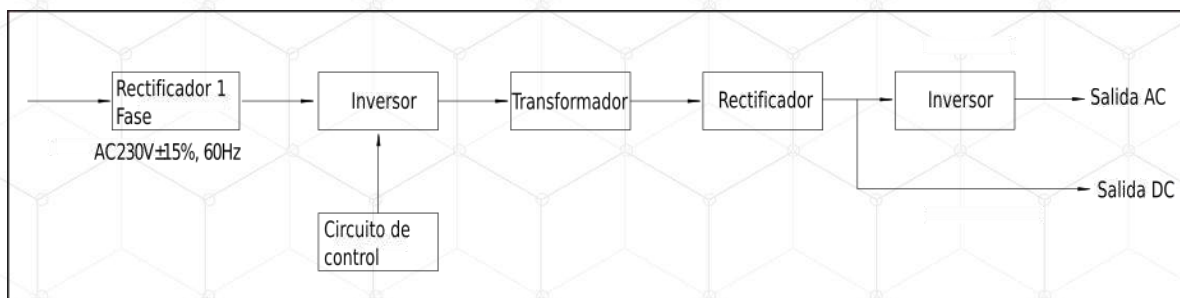 Rectificador 1
Fase
AC230V±15%, 60Hz
Inversor
Circuito de
control
Transformador
Rectificador
Inversor
Salida AC
Salida DC